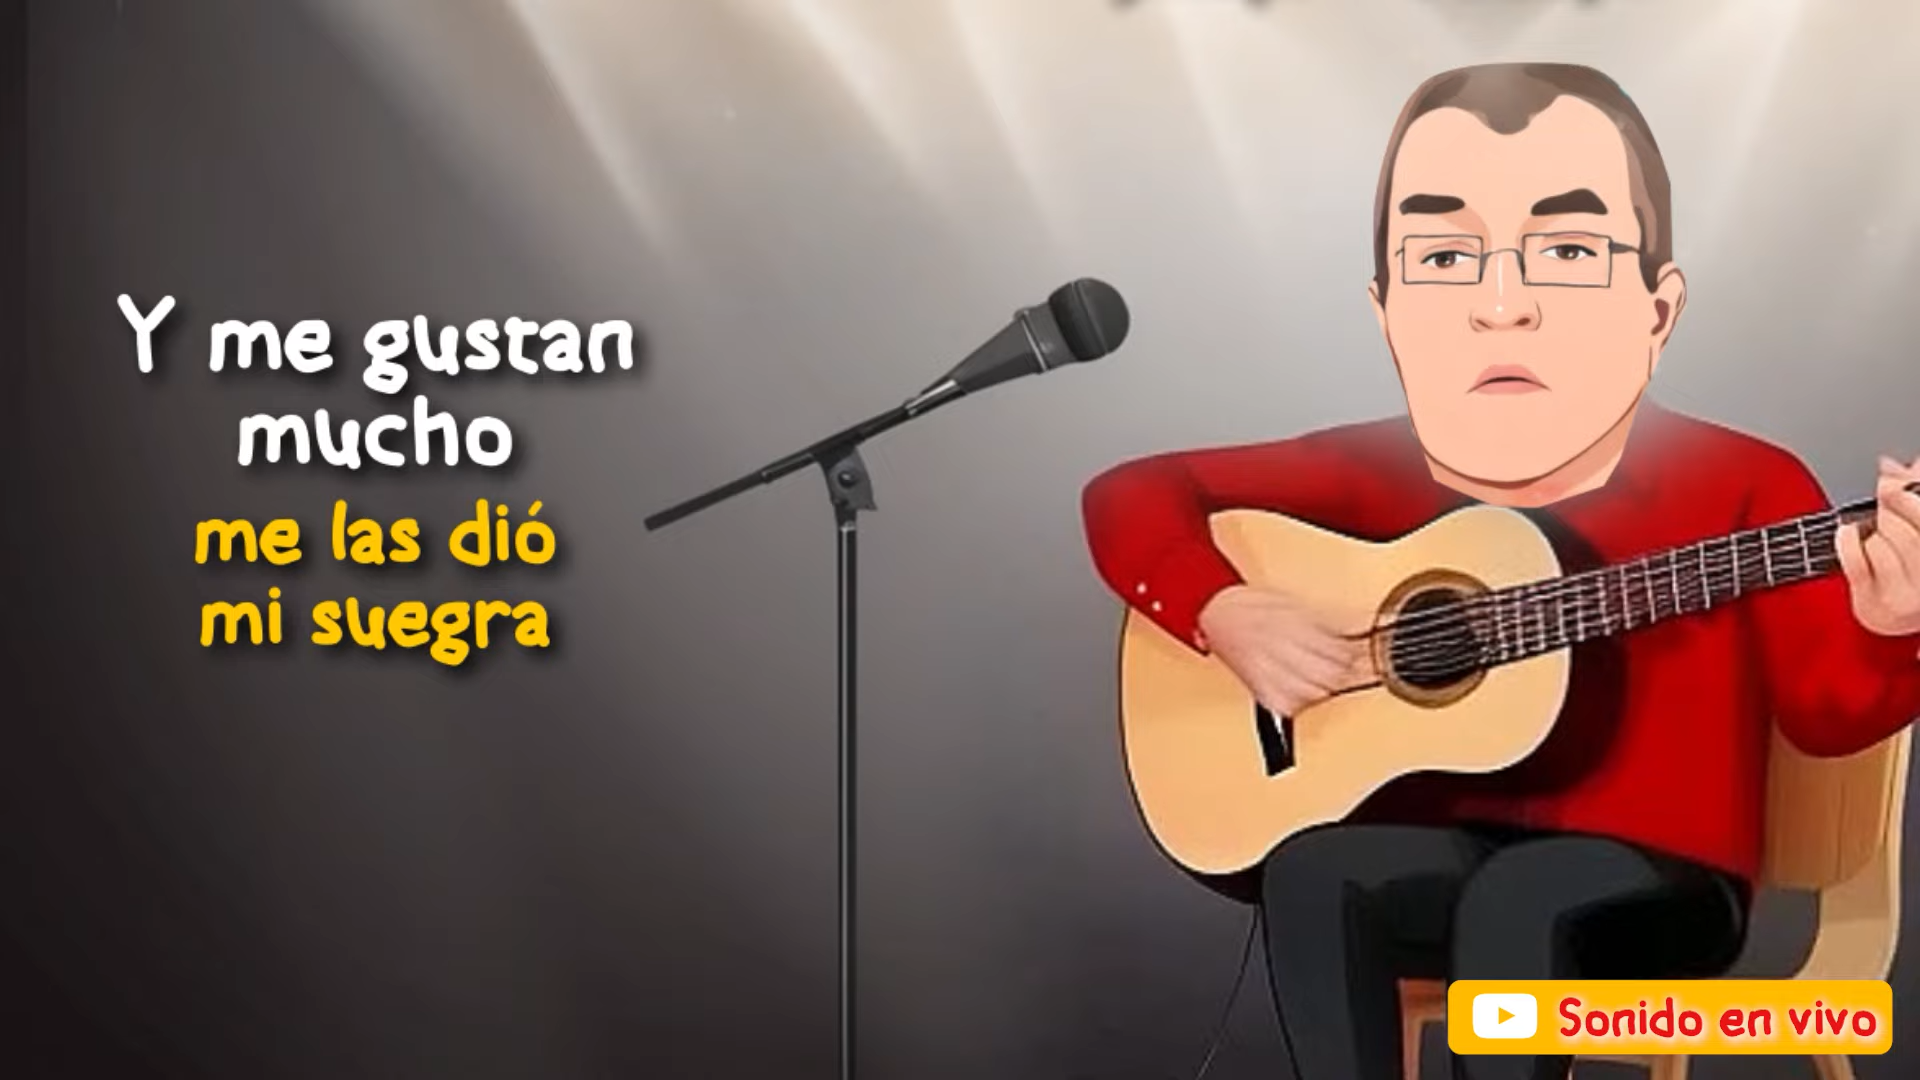 Y me gustan
mucho
me las dió
mi suegra
Sonido en vivo